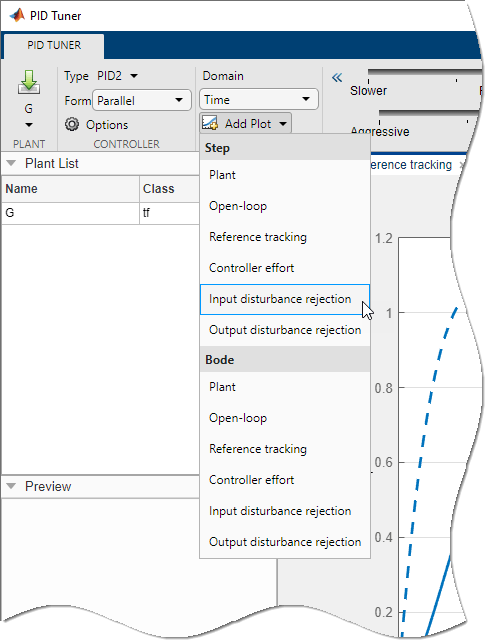 PID Tuner
PID TUNER
G
PLANT
Type PID2
Form Parallel
Options
CONTROLLER
Domain
Time
Add Plot
Slower
Aggressive
Plant List
Name Class
G tf
Preview
Step
Plant
Open-loop
Reference tracking
Controller effort
Input disturbance rejection
Output disturbance rejection
Bode
Plant
Open-loop
Reference tracking
Controller effort
Input disturbance rejection
Output disturbance rejection
erence tracking
1.2
1
0.8
0.6
0.4
0.2